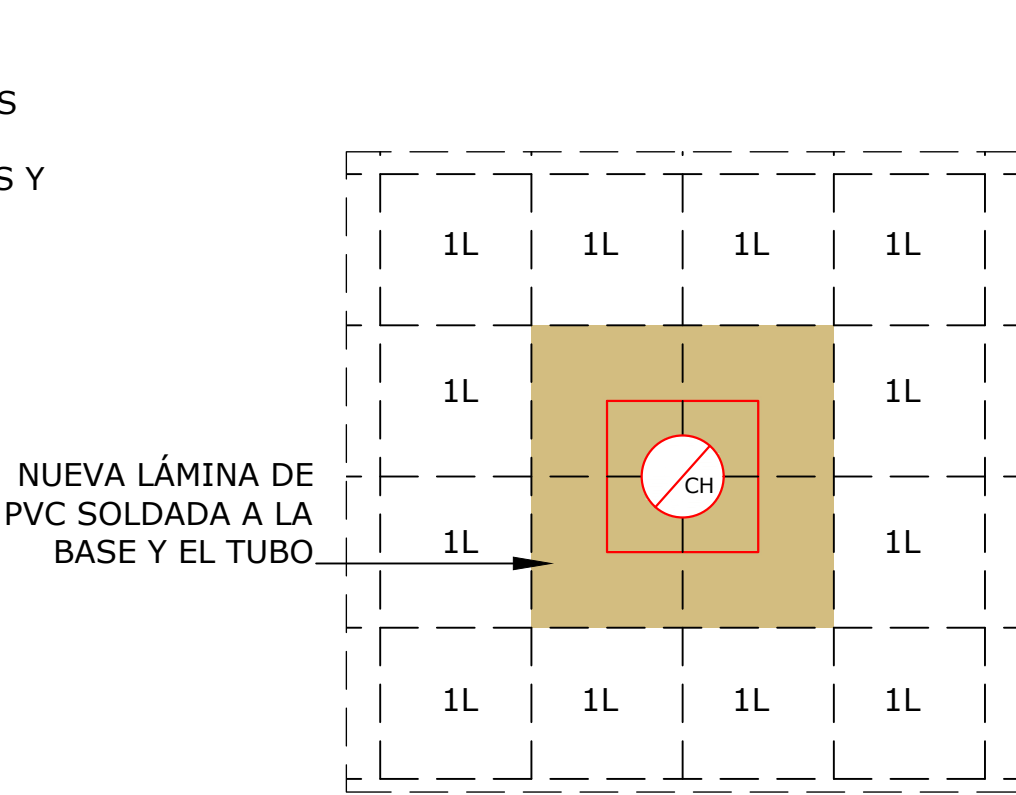 S
S Y
1L 1L 1L 1L
1L 1L
NUEVA LÁMINA DE
PVC SOLDADA A LA
BASE Y EL TUBO
CH
1L 1L
1L 1L 1L 1L